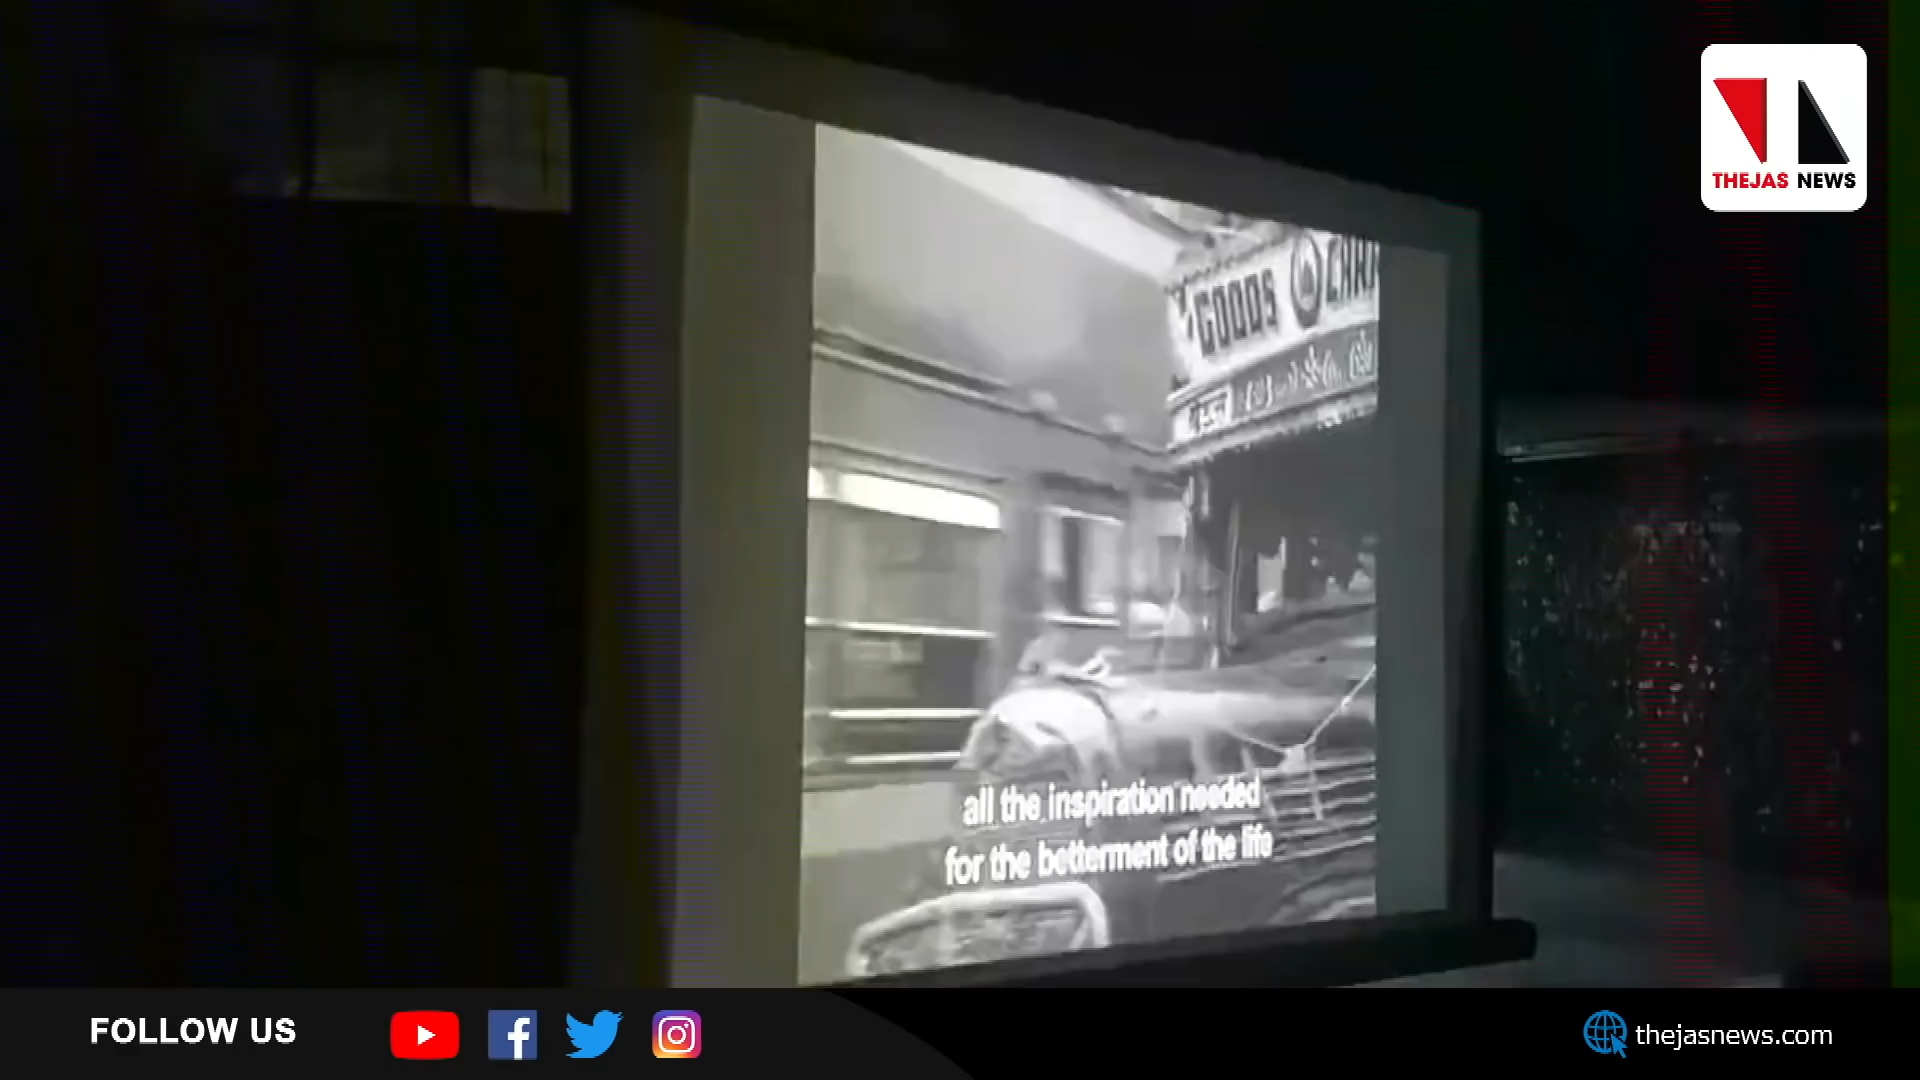 THEJAS NEWS
GOODS
all the inspiration needed
for the betterment of the life
FOLLOW US
thejasnews.com